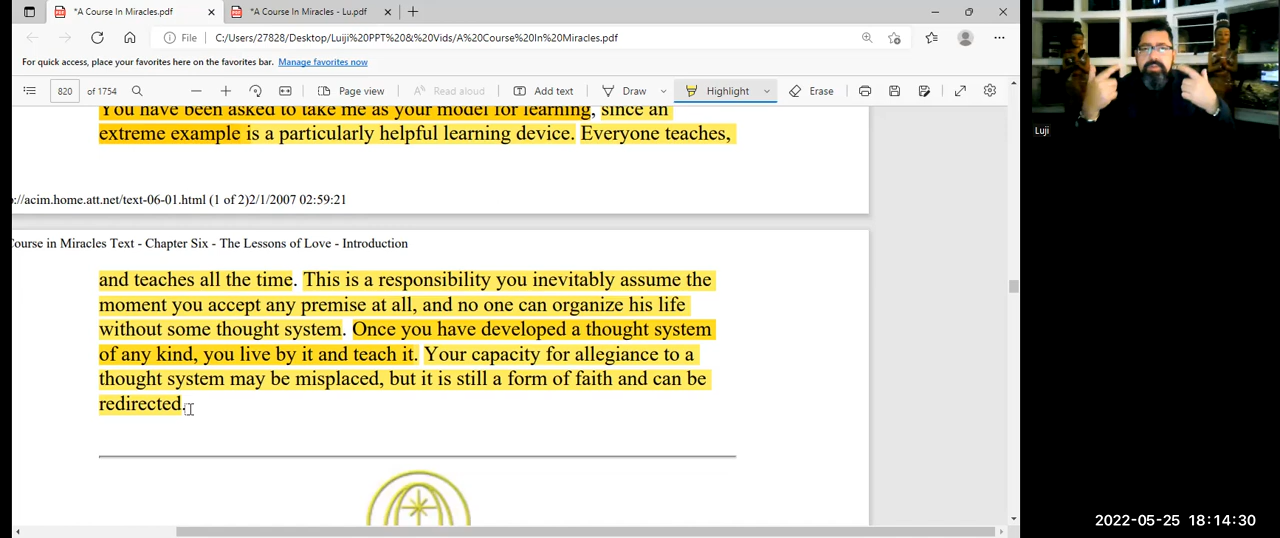 *A Course In Miracles.pdf
*A Course In Miracles - Lu.pdf
File
C:/Users/27828/Desktop/Luiji%20PPT%20&%20Vids/A%20Course%20In%20Miracles.pdf
For quick access, place your favorites here on the favorites bar. Manage favorites now
820 of 1754
Page view
Read aloud
Add text
Draw
Highlight
Erase
You have been asked to take me as your model for learning, since an
extreme example is a particularly helpful learning device. Everyone teaches,
://acim.home.att.net/text-06-01.html (1 of 2)2/1/2007 02:59:21
Course in Miracles Text - Chapter Six - The Lessons of Love - Introduction
and teaches all the time. This is a responsibility you inevitably assume the
moment you accept any premise at all, and no one can organize his life
without some thought system. Once you have developed a thought system
of any kind, you live by it and teach it. Your capacity for allegiance to a
thought system may be misplaced, but it is still a form of faith and can be
redirected.
Luji
2022-05-25 18:14:30